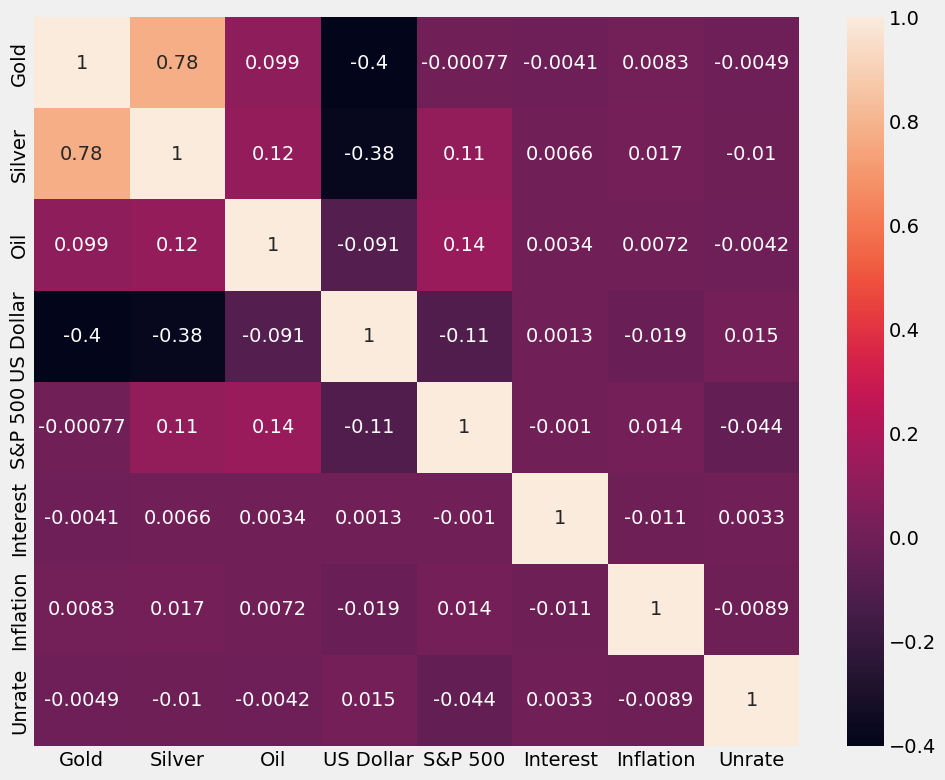 Gold 1 0.78 0.099 -0.4 -0.00077 -0.0041 0.0083 -0.0049
Silver 0.78 1 0.12 -0.38 0.11 0.0066 0.017 -0.01
Oil 0.099 0.12 1 -0.091 0.14 0.0034 0.0072 -0.0042
US Dollar -0.4 -0.38 -0.091 1 -0.11 0.0013 -0.019 0.015
S&P 500 -0.00077 0.11 0.14 -0.11 1 -0.001 0.014 -0.044
Interest -0.0041 0.0066 0.0034 0.0013 -0.001 1 -0.011 0.0033
Inflation 0.0083 0.017 0.0072 -0.019 0.014 -0.011 1 -0.0089
Unrate -0.0049 -0.01 -0.0042 0.015 -0.044 0.0033 -0.0089 1
Gold Silver Oil US Dollar S&P 500 Interest Inflation Unrate
1.0
0.8
0.6
0.4
0.2
0.0
−0.2
−0.4